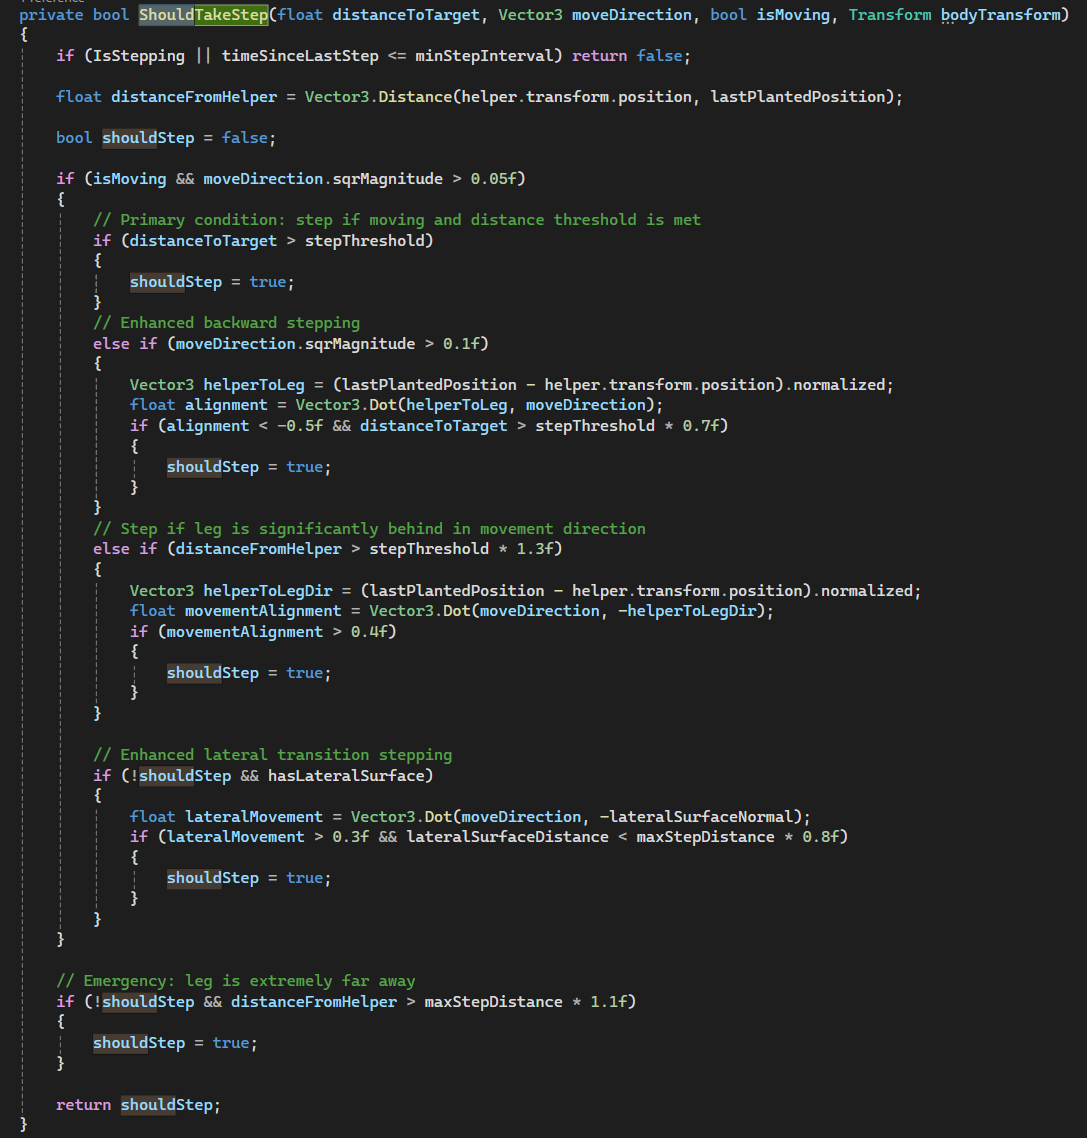 private bool ShouldTakeStep(float distanceToTarget, Vector3 moveDirection, bool isMoving, Transform bodyTransform)
{
    if (IsStepping || timeSinceLastStep <= minStepInterval) return false;

    float distanceFromHelper = Vector3.Distance(helper.transform.position, lastPlantedPosition);

    bool shouldStep = false;

    if (isMoving && moveDirection.sqrMagnitude > 0.05f)
    {
        // Primary condition: step if moving and distance threshold is met
        if (distanceToTarget > stepThreshold)
        {
            shouldStep = true;
        }
        // Enhanced backward stepping
        else if (moveDirection.sqrMagnitude > 0.1f)
        {
            Vector3 helperToLeg = (lastPlantedPosition - helper.transform.position).normalized;
            float alignment = Vector3.Dot(helperToLeg, moveDirection);
            if (alignment < -0.5f && distanceToTarget > stepThreshold * 0.7f)
            {
                shouldStep = true;
            }
        }
        // Step if leg is significantly behind in movement direction
        else if (distanceFromHelper > stepThreshold * 1.3f)
        {
            Vector3 helperToLegDir = (lastPlantedPosition - helper.transform.position).normalized;
            float movementAlignment = Vector3.Dot(moveDirection, -helperToLegDir);
            if (movementAlignment > 0.4f)
            {
                shouldStep = true;
            }
        }

        // Enhanced lateral transition stepping
        if (!shouldStep && hasLateralSurface)
        {
            float lateralMovement = Vector3.Dot(moveDirection, -lateralSurfaceNormal);
            if (lateralMovement > 0.3f && lateralSurfaceDistance < maxStepDistance * 0.8f)
            {
                shouldStep = true;
            }
        }
    }

    // Emergency: leg is extremely far away
    if (!shouldStep && distanceFromHelper > maxStepDistance * 1.1f)
    {
        shouldStep = true;
    }

    return shouldStep;
}